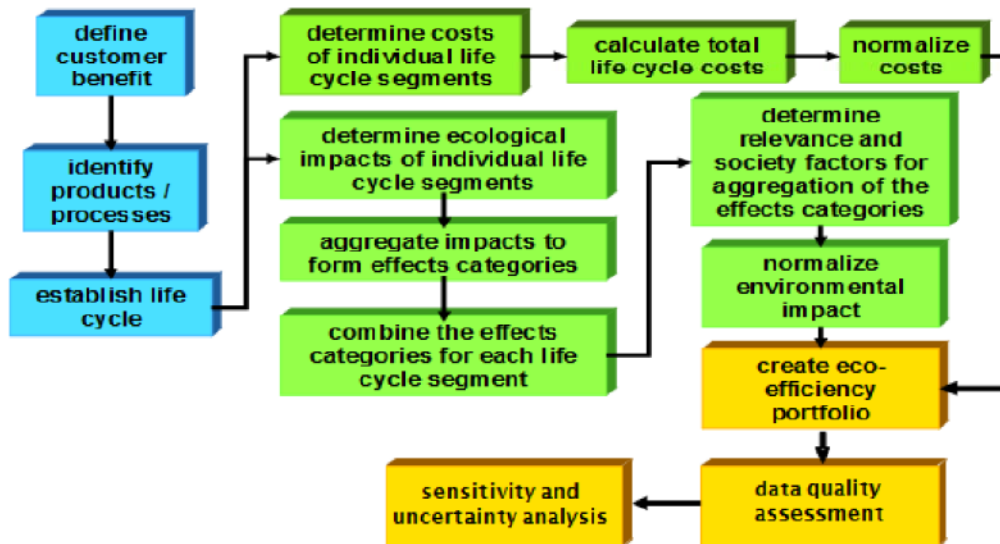 define
customer
benefit
identify
products /
processes
establish life
cycle
determine costs
of individual life
cycle segments
calculate total
life cycle costs
normalize
costs
determine ecological
impacts of individual life
cycle segments
aggregate impacts to
form effects categories
combine the effects
categories for each life
cycle segment
determine
relevance and
society factors for
aggregation of the
effects categories
normalize
environmental
impact
create eco-
efficiency
portfolio
data quality
assessment
sensitivity and
uncertainty analysis